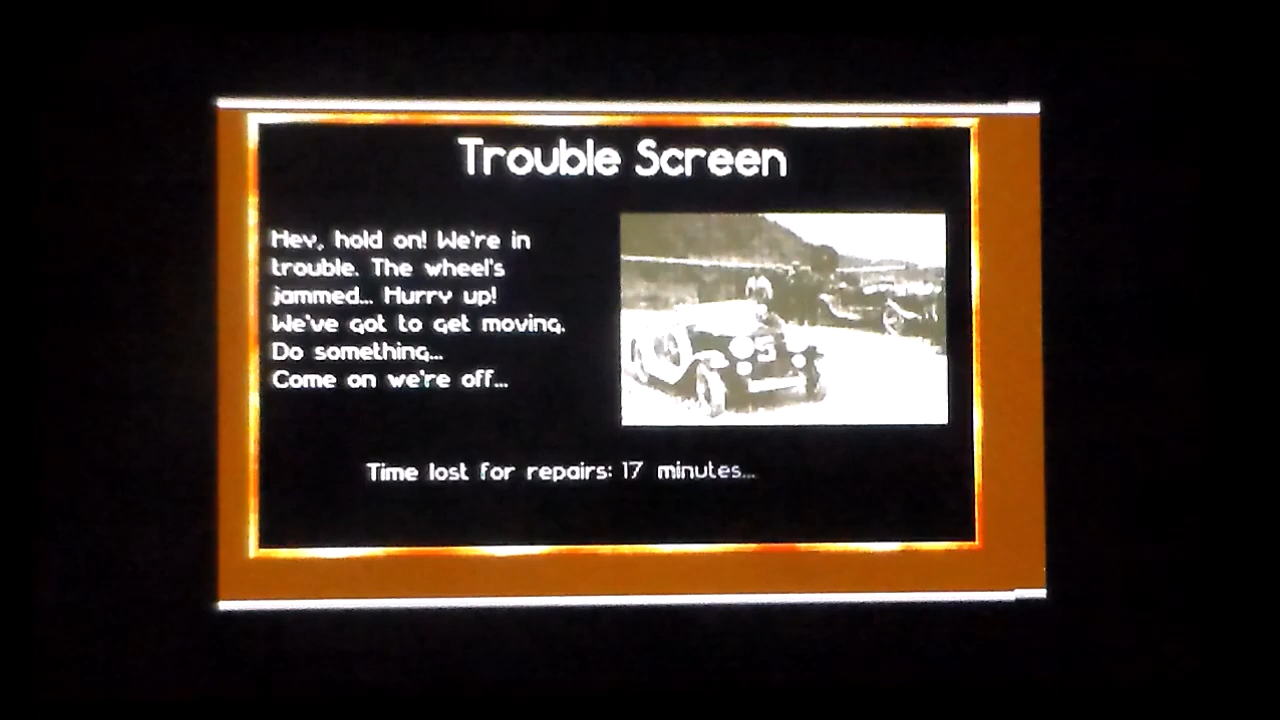 Trouble Screen
Hey, hold on! We're in
trouble. The wheel's
jammed... Hurry up!
We've got to get moving.
Do something...
Come on we're off...
5
Time lost for repairs: 17 minutes...